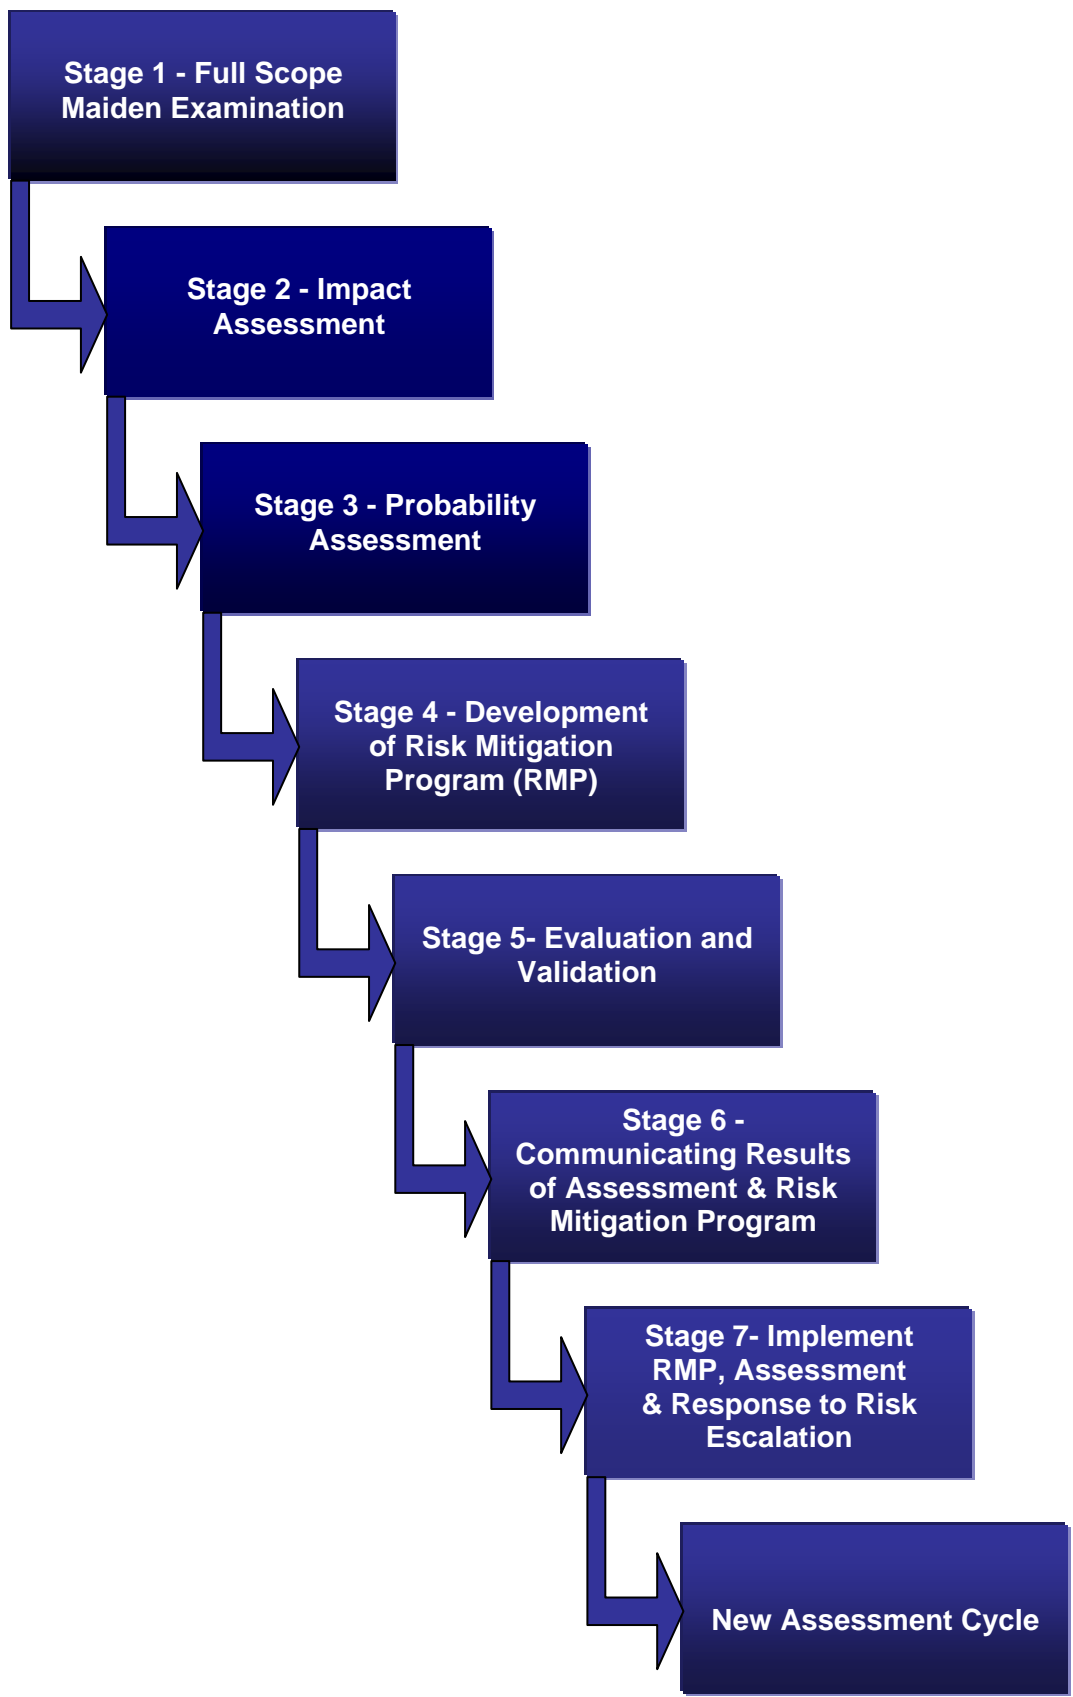 Stage 1 - Full Scope
Maiden Examination
Stage 2 - Impact
Assessment
Stage 3 - Probability
Assessment
Stage 4 - Development
of Risk Mitigation
Program (RMP)
Stage 5- Evaluation and
Validation
Stage 6 -
Communicating Results
of Assessment & Risk
Mitigation Program
Stage 7- Implement
RMP, Assessment
& Response to Risk
Escalation
New Assessment Cycle